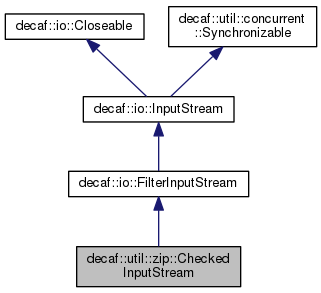 decaf::io::Closeable
decaf::util::concurrent
::Synchronizable
decaf::io::InputStream
decaf::io::FilterInputStream
decaf::util::zip::Checked
InputStream